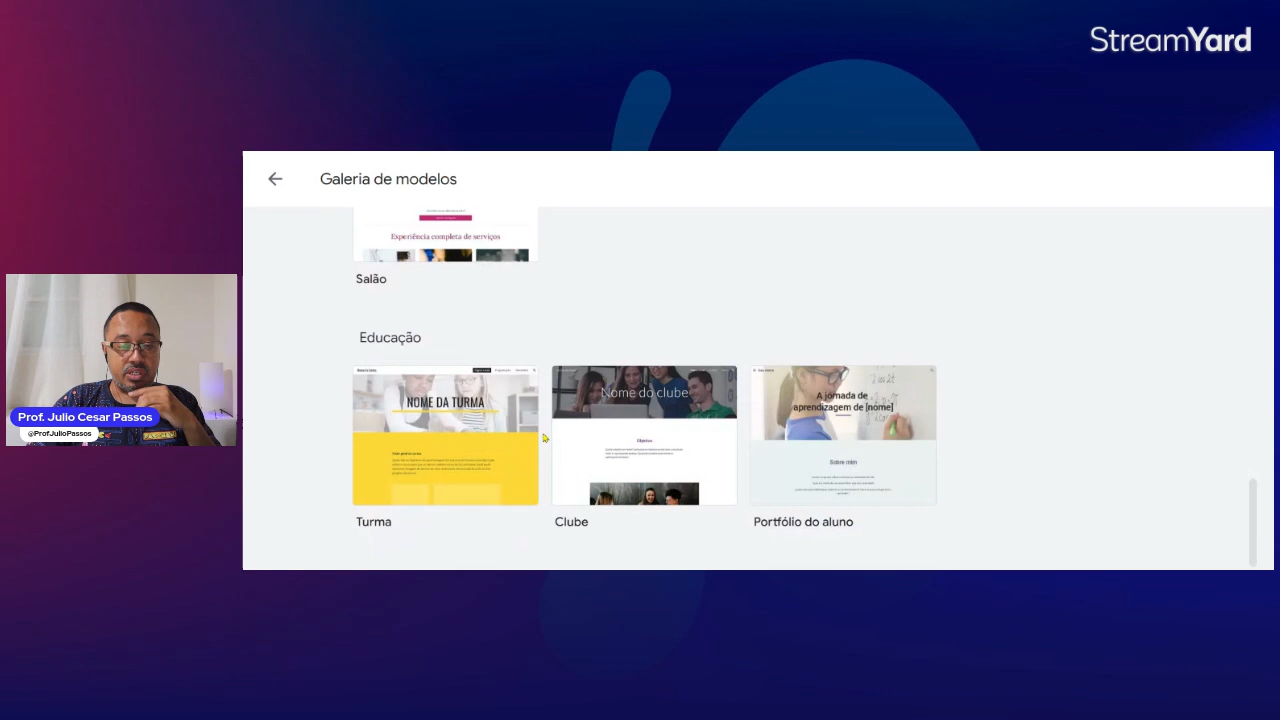 StreamYard
Galeria de modelos
Experiência completa de serviços
Salão
Educação
NOME DA TURMA
Nome do clube
A jornada de
aprendizagem de [nome]
Objetivo
Sobre mim
Turma
Clube
Portfólio do aluno
Prof. Julio Cesar Passos
@ProfJulioPassos